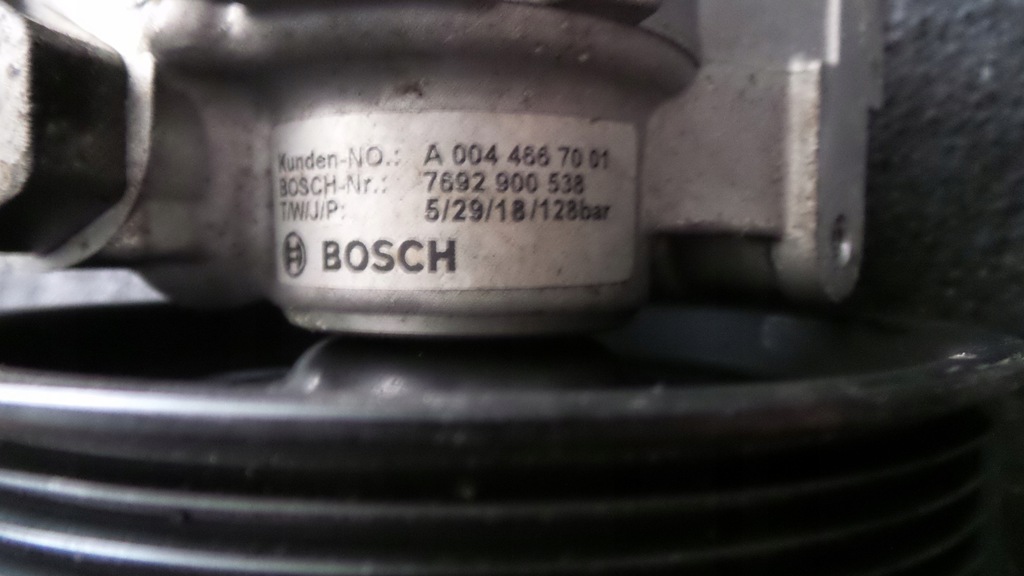 Kunden-NO.: A 004 466 70 01
BOSCH-Nr.: 7692 900 538
T/W/J/P: 5/29/18/128bar
BOSCH